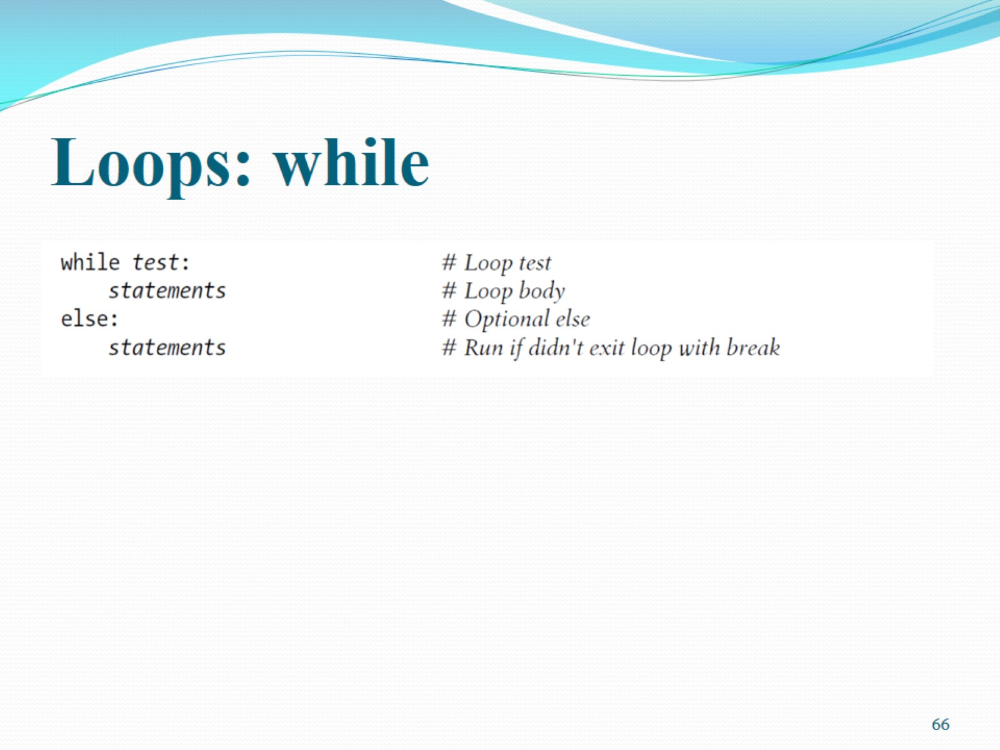 Loops: while
while test: # Loop test
    statements # Loop body
else: # Optional else
    statements # Run if didn't exit loop with break
66